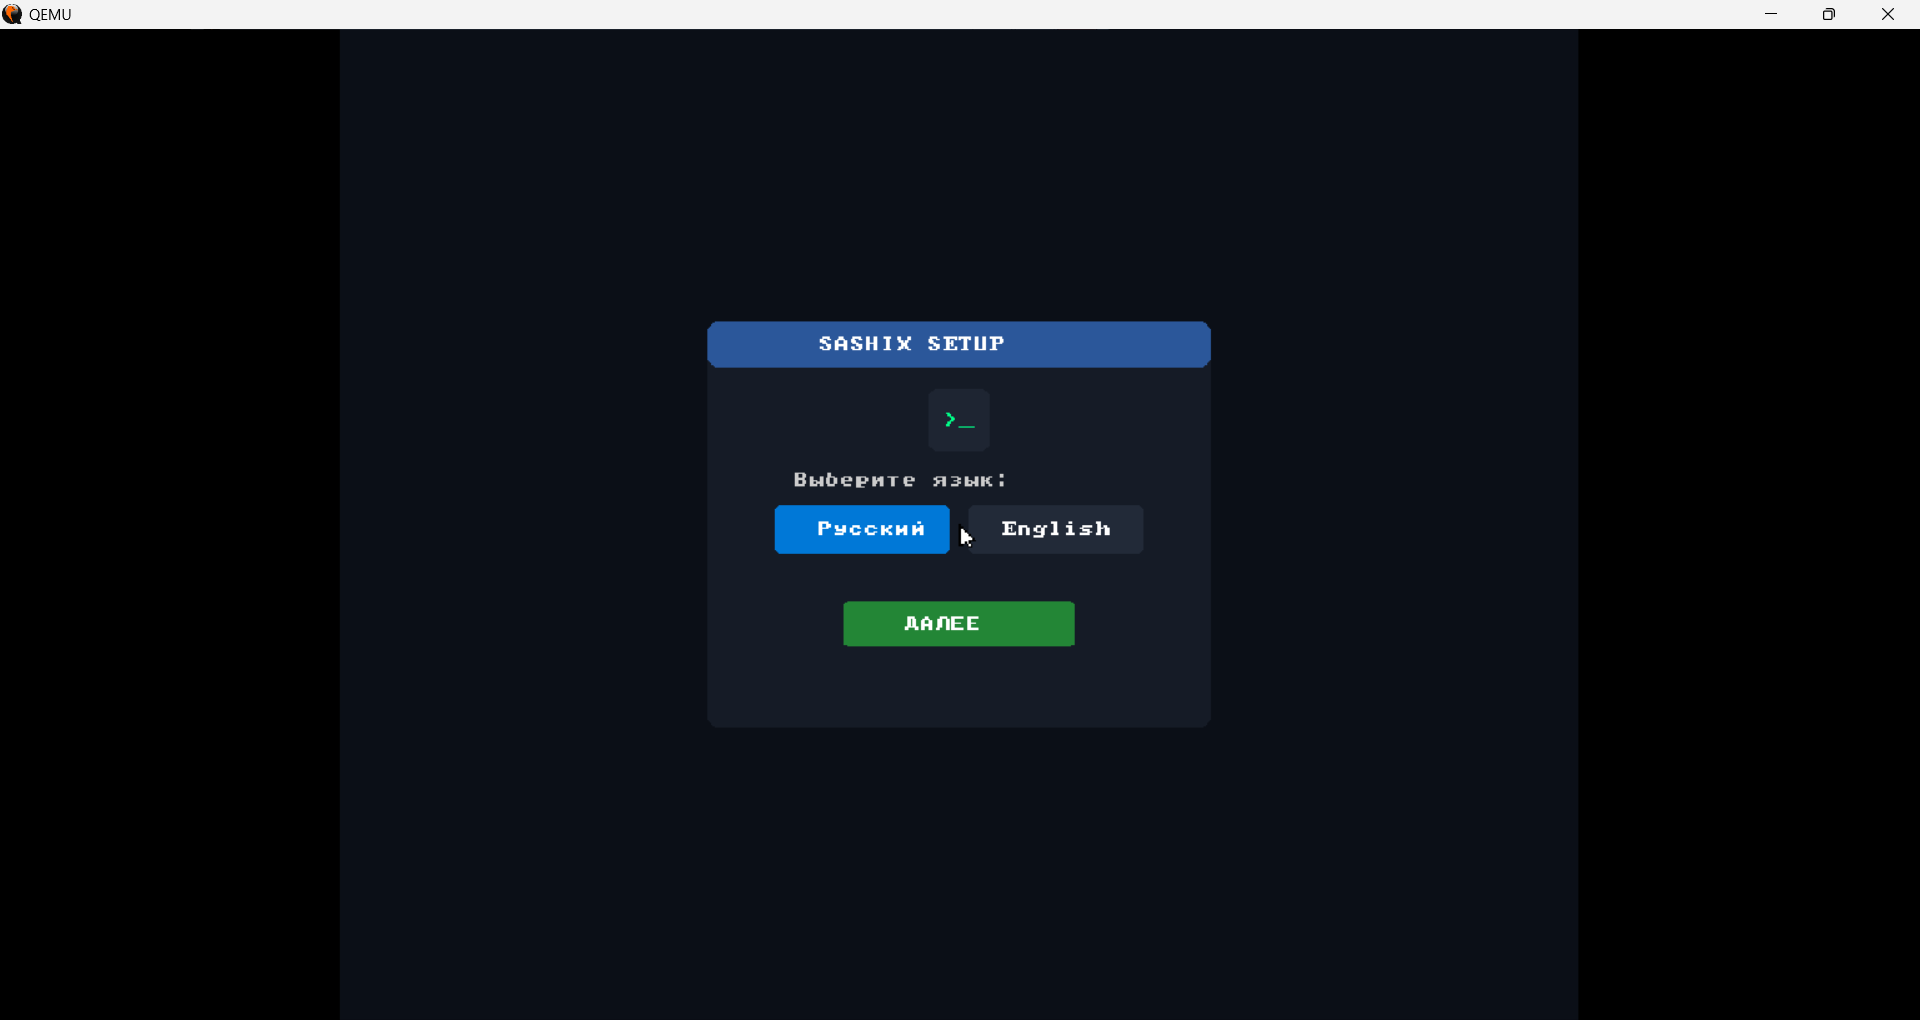 QEMU
SASHIX SETUP
>_
Выберите язык:
Русский English
ДАЛЕЕ